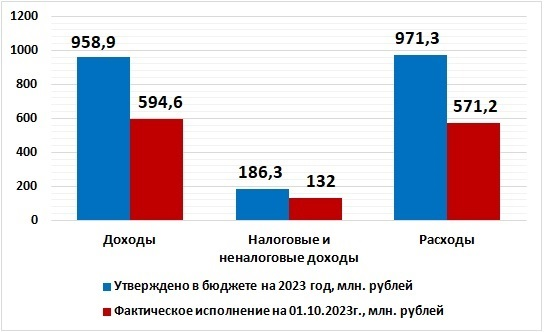 1200
1000
800
600
400
200
0
958,9
594,6
186,3
132
971,3
571,2
Доходы
Налоговые и
неналоговые доходы
Расходы
Утверждено в бюджете на 2023 год, млн. рублей
Фактическое исполнение на 01.10.2023г., млн. рублей